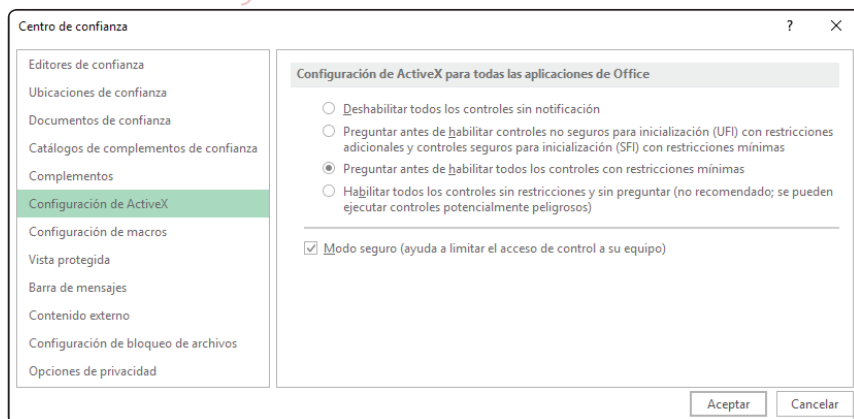 Centro de confianza
?
Editores de confianza
Ubicaciones de confianza
Documentos de confianza
Catálogos de complementos de confianza
Complementos
Configuración de ActiveX
Configuración de macros
Vista protegida
Barra de mensajes
Contenido externo
Configuración de bloqueo de archivos
Opciones de privacidad
Configuración de ActiveX para todas las aplicaciones de Office
Deshabilitar todos los controles sin notificación
Preguntar antes de habilitar controles no seguros para inicialización (UFI) con restricciones
adicionales y controles seguros para inicialización (SFI) con restricciones mínimas
Preguntar antes de habilitar todos los controles con restricciones mínimas
Habilitar todos los controles sin restricciones y sin preguntar (no recomendado; se pueden
ejecutar controles potencialmente peligrosos)
Modo seguro (ayuda a limitar el acceso de control a su equipo)
Aceptar
Cancelar